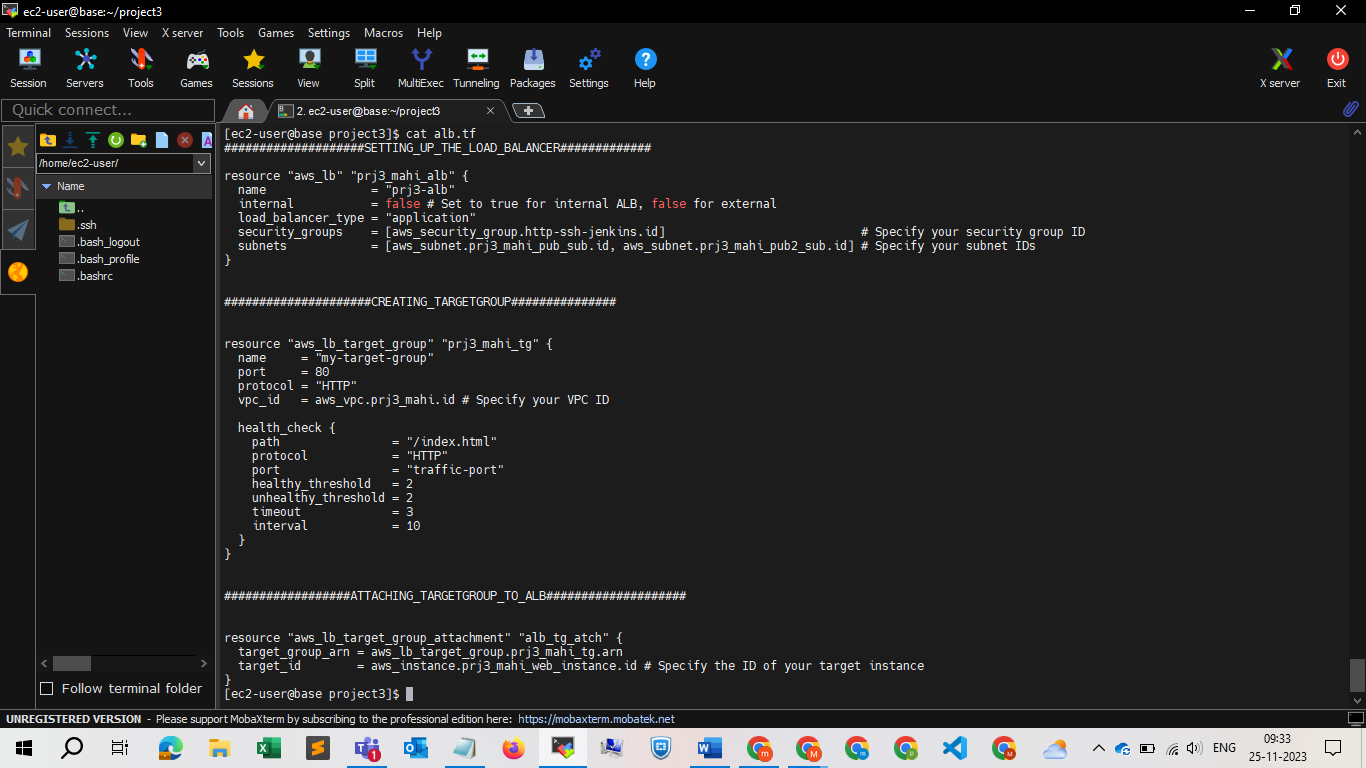 ec2-user@base:~/project3
Terminal Sessions View X server Tools Games Settings Macros Help
Session Servers Tools Games Sessions View Split MultiExec Tunneling Packages Settings Help X server Exit
Quick connect...
2. ec2-user@base:~/project3
/home/ec2-user/
Name
..
.ssh
.bash_logout
.bash_profile
.bashrc
Follow terminal folder
[ec2-user@base project3]$ cat alb.tf
####################SETTING_UP_THE_LOAD_BALANCER#############
resource "aws_lb" "prj3_mahi_alb" {
  name               = "prj3-alb"
  internal           = false # Set to true for internal ALB, false for external
  load_balancer_type = "application"
  security_groups    = [aws_security_group.http-ssh-jenkins.id]                            # Specify your security group ID
  subnets            = [aws_subnet.prj3_mahi_pub_sub.id, aws_subnet.prj3_mahi_pub2_sub.id] # Specify your subnet IDs
}
#####################CREATING_TARGETGROUP###############
resource "aws_lb_target_group" "prj3_mahi_tg" {
  name     = "my-target-group"
  port     = 80
  protocol = "HTTP"
  vpc_id   = aws_vpc.prj3_mahi.id # Specify your VPC ID
  health_check {
    path                = "/index.html"
    protocol            = "HTTP"
    port                = "traffic-port"
    healthy_threshold   = 2
    unhealthy_threshold = 2
    timeout             = 3
    interval            = 10
  }
}
##################ATTACHING_TARGETGROUP_TO_ALB####################
resource "aws_lb_target_group_attachment" "alb_tg_atch" {
  target_group_arn = aws_lb_target_group.prj3_mahi_tg.arn
  target_id        = aws_instance.prj3_mahi_web_instance.id # Specify the ID of your target instance
}
[ec2-user@base project3]$
UNREGISTERED VERSION - Please support MobaXterm by subscribing to the professional edition here: https://mobaxterm.mobatek.net
ENG
09:33
25-11-2023